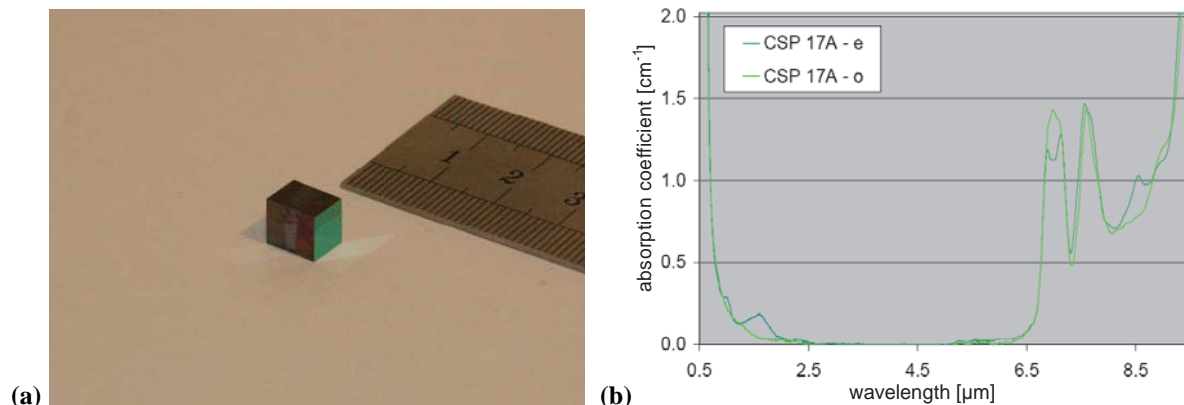 1
2
3
(a)
absorption coefficient [cm⁻¹]
2.0
1.5
1.0
0.5
0.0
CSP 17A - e
CSP 17A - o
0.5 2.5 4.5 6.5 8.5
wavelength [µm]
(b)